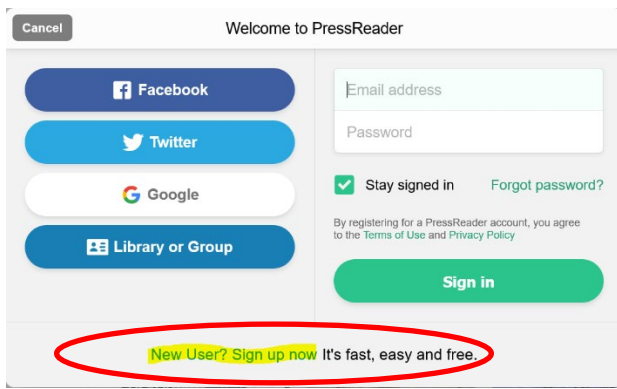 Cancel
Welcome to PressReader
Facebook
Twitter
Google
Library or Group
Email address
Password
Stay signed in
Forgot password?
By registering for a PressReader account, you agree
to the Terms of Use and Privacy Policy
Sign in
New User? Sign up now It's fast, easy and free.